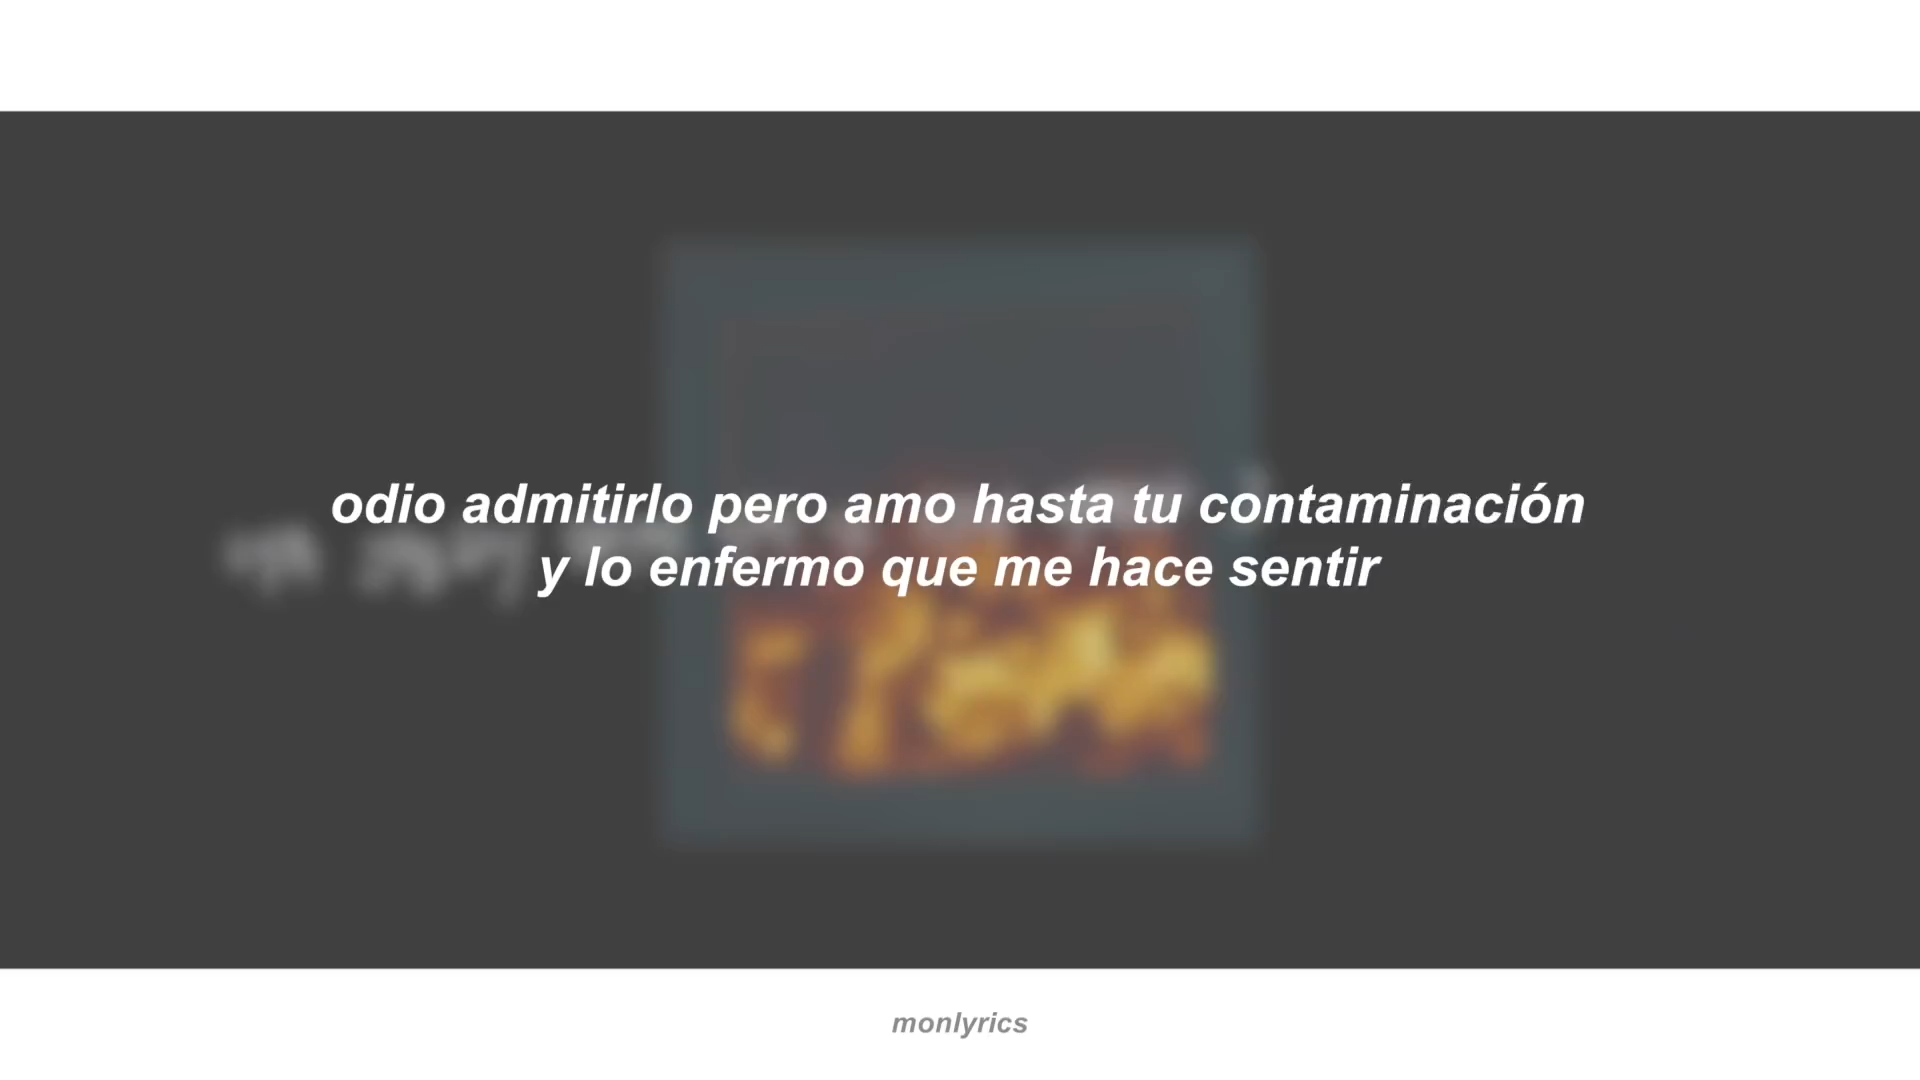 odio admitirlo pero amo hasta tu contaminación
y lo enfermo que me hace sentir
monlyrics